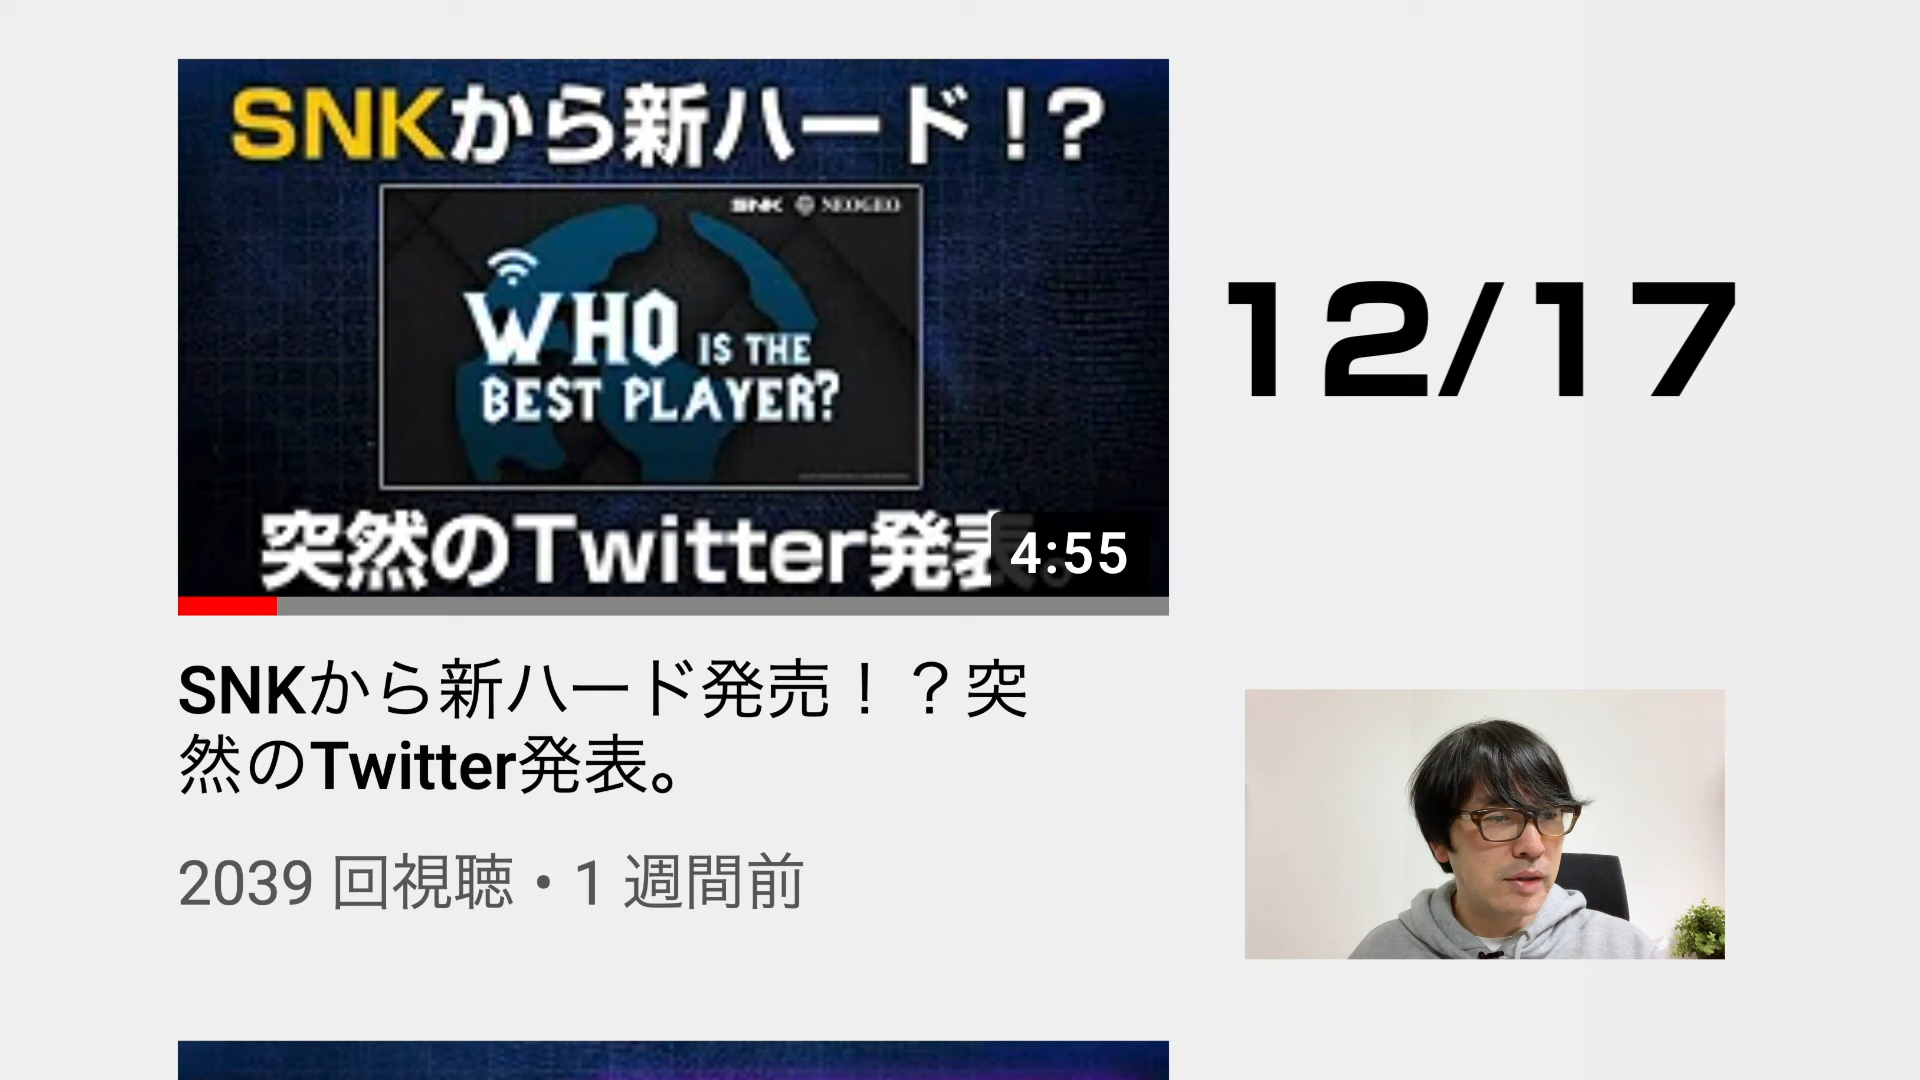 SNKから新ハード!?
SNK NEOGEO
WHO IS THE
BEST PLAYER?
突然のTwitter発表。
4:55
12/17
SNKから新ハード発売！？突
然のTwitter発表。
2039 回視聴・1 週間前